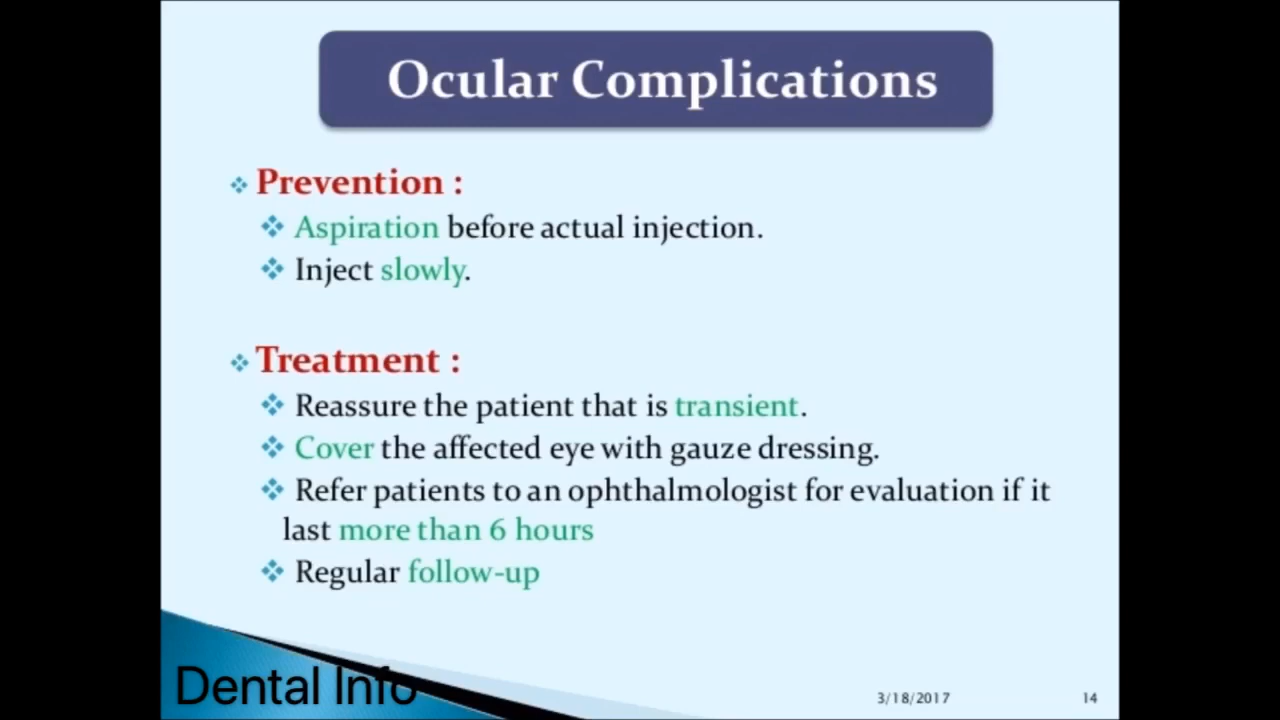 Ocular Complications
Prevention :
Aspiration before actual injection.
Inject slowly.
Treatment :
Reassure the patient that is transient.
Cover the affected eye with gauze dressing.
Refer patients to an ophthalmologist for evaluation if it
last more than 6 hours
Regular follow-up
Dental Info
3/18/2017
14